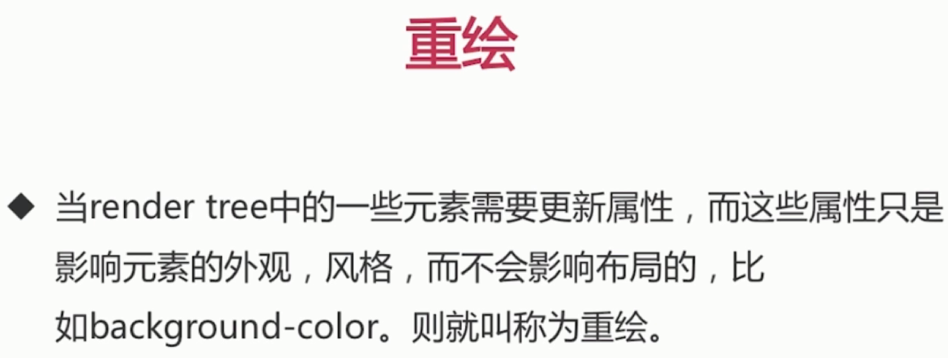 重绘
◆ 当render tree中的一些元素需要更新属性，而这些属性只是
影响元素的外观，风格，而不会影响布局的，比
如background-color。则就叫称为重绘。